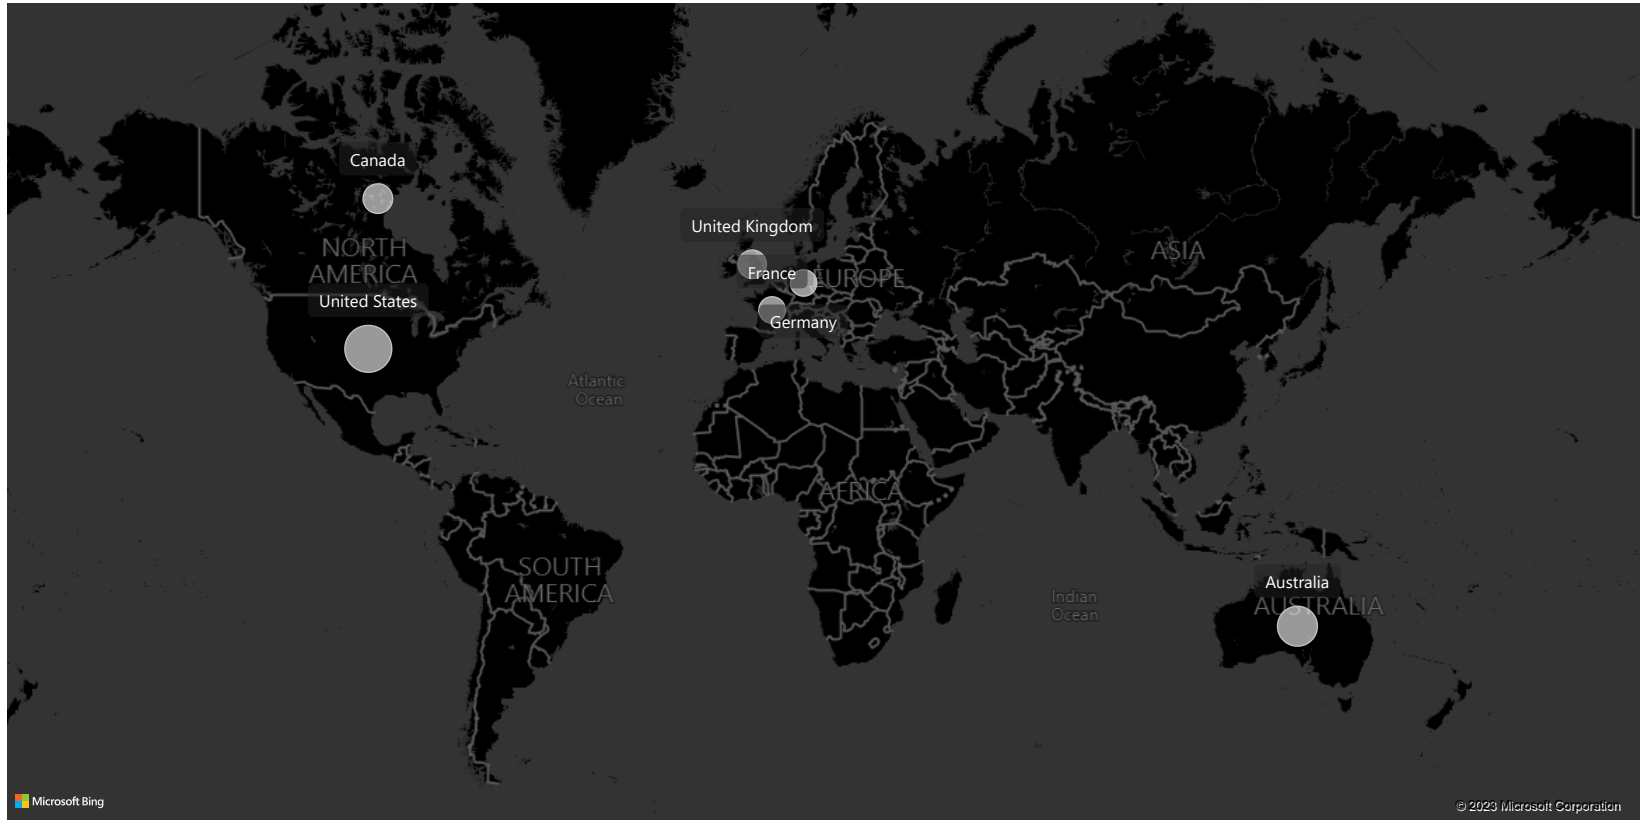 Canada
NORTH
AMERICA
United States
United Kingdom
France
EUROPE
Germany
ASIA
Atlantic
Ocean
AFRICA
SOUTH
AMERICA
Indian
Ocean
Australia
AUSTRALIA
Microsoft Bing
© 2023 Microsoft Corporation